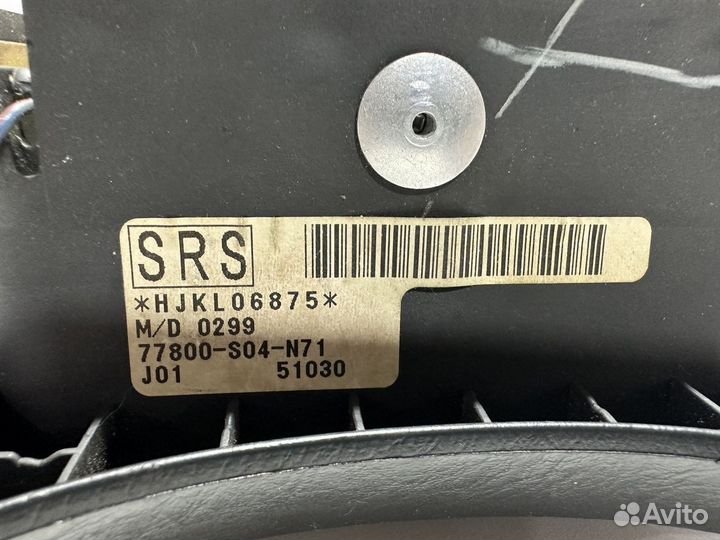 SRS
*HJKL06875*
M/D 0299
77800-S04-N71
J01 51030
Avito